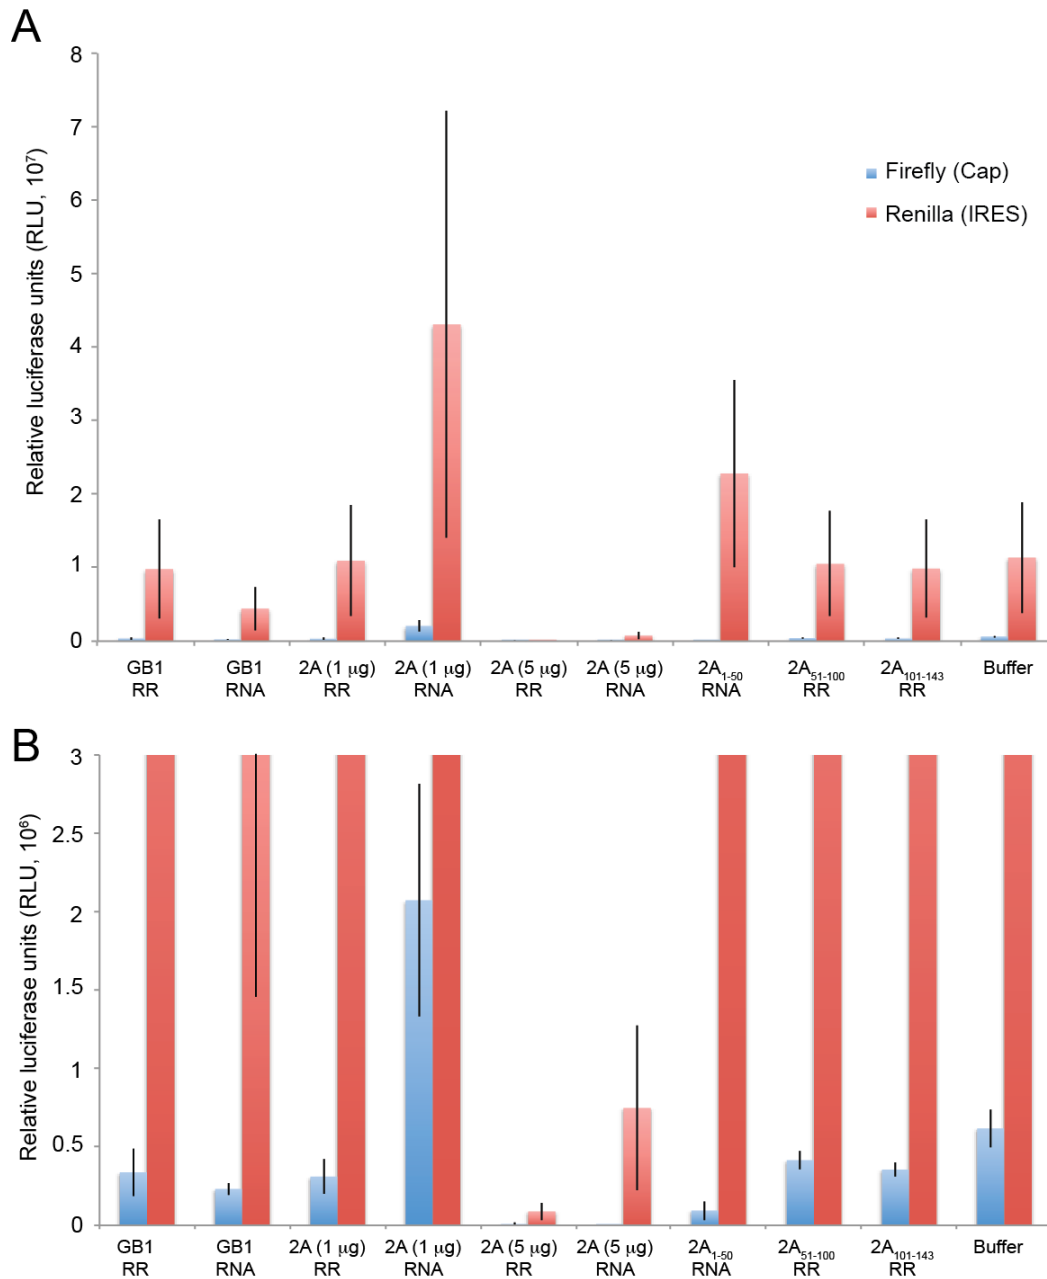 A
Relative luciferase units (RLU, 10⁷)
8
7
6
5
4
3
2
1
0
Firefly (Cap)
Renilla (IRES)
GB1 RR
GB1 RNA
2A (1 µg) RR
2A (1 µg) RNA
2A (5 µg) RR
2A (5 µg) RNA
2A₁₋₅₀ RNA
2A₅₁₋₁₀₀ RR
2A₁₀₁₋₁₄₃ RR
Buffer
B
Relative luciferase units (RLU, 10⁶)
3
2.5
2
1.5
1
0.5
0
GB1 RR
GB1 RNA
2A (1 µg) RR
2A (1 µg) RNA
2A (5 µg) RR
2A (5 µg) RNA
2A₁₋₅₀ RNA
2A₅₁₋₁₀₀ RR
2A₁₀₁₋₁₄₃ RR
Buffer